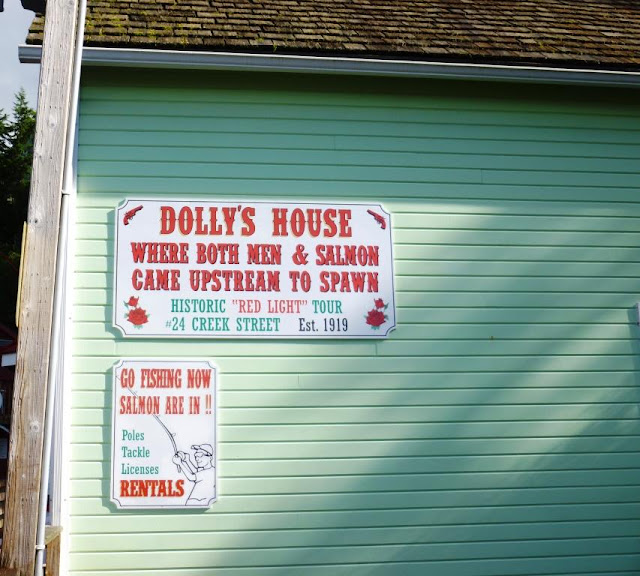 DOLLY'S HOUSE
WHERE BOTH MEN & SALMON
CAME UPSTREAM TO SPAWN
HISTORIC "RED LIGHT" TOUR
#24 CREEK STREET EST. 1919
GO FISHING NOW
SALMON ARE IN !!
Poles
Tackle
Licenses
RENTALS